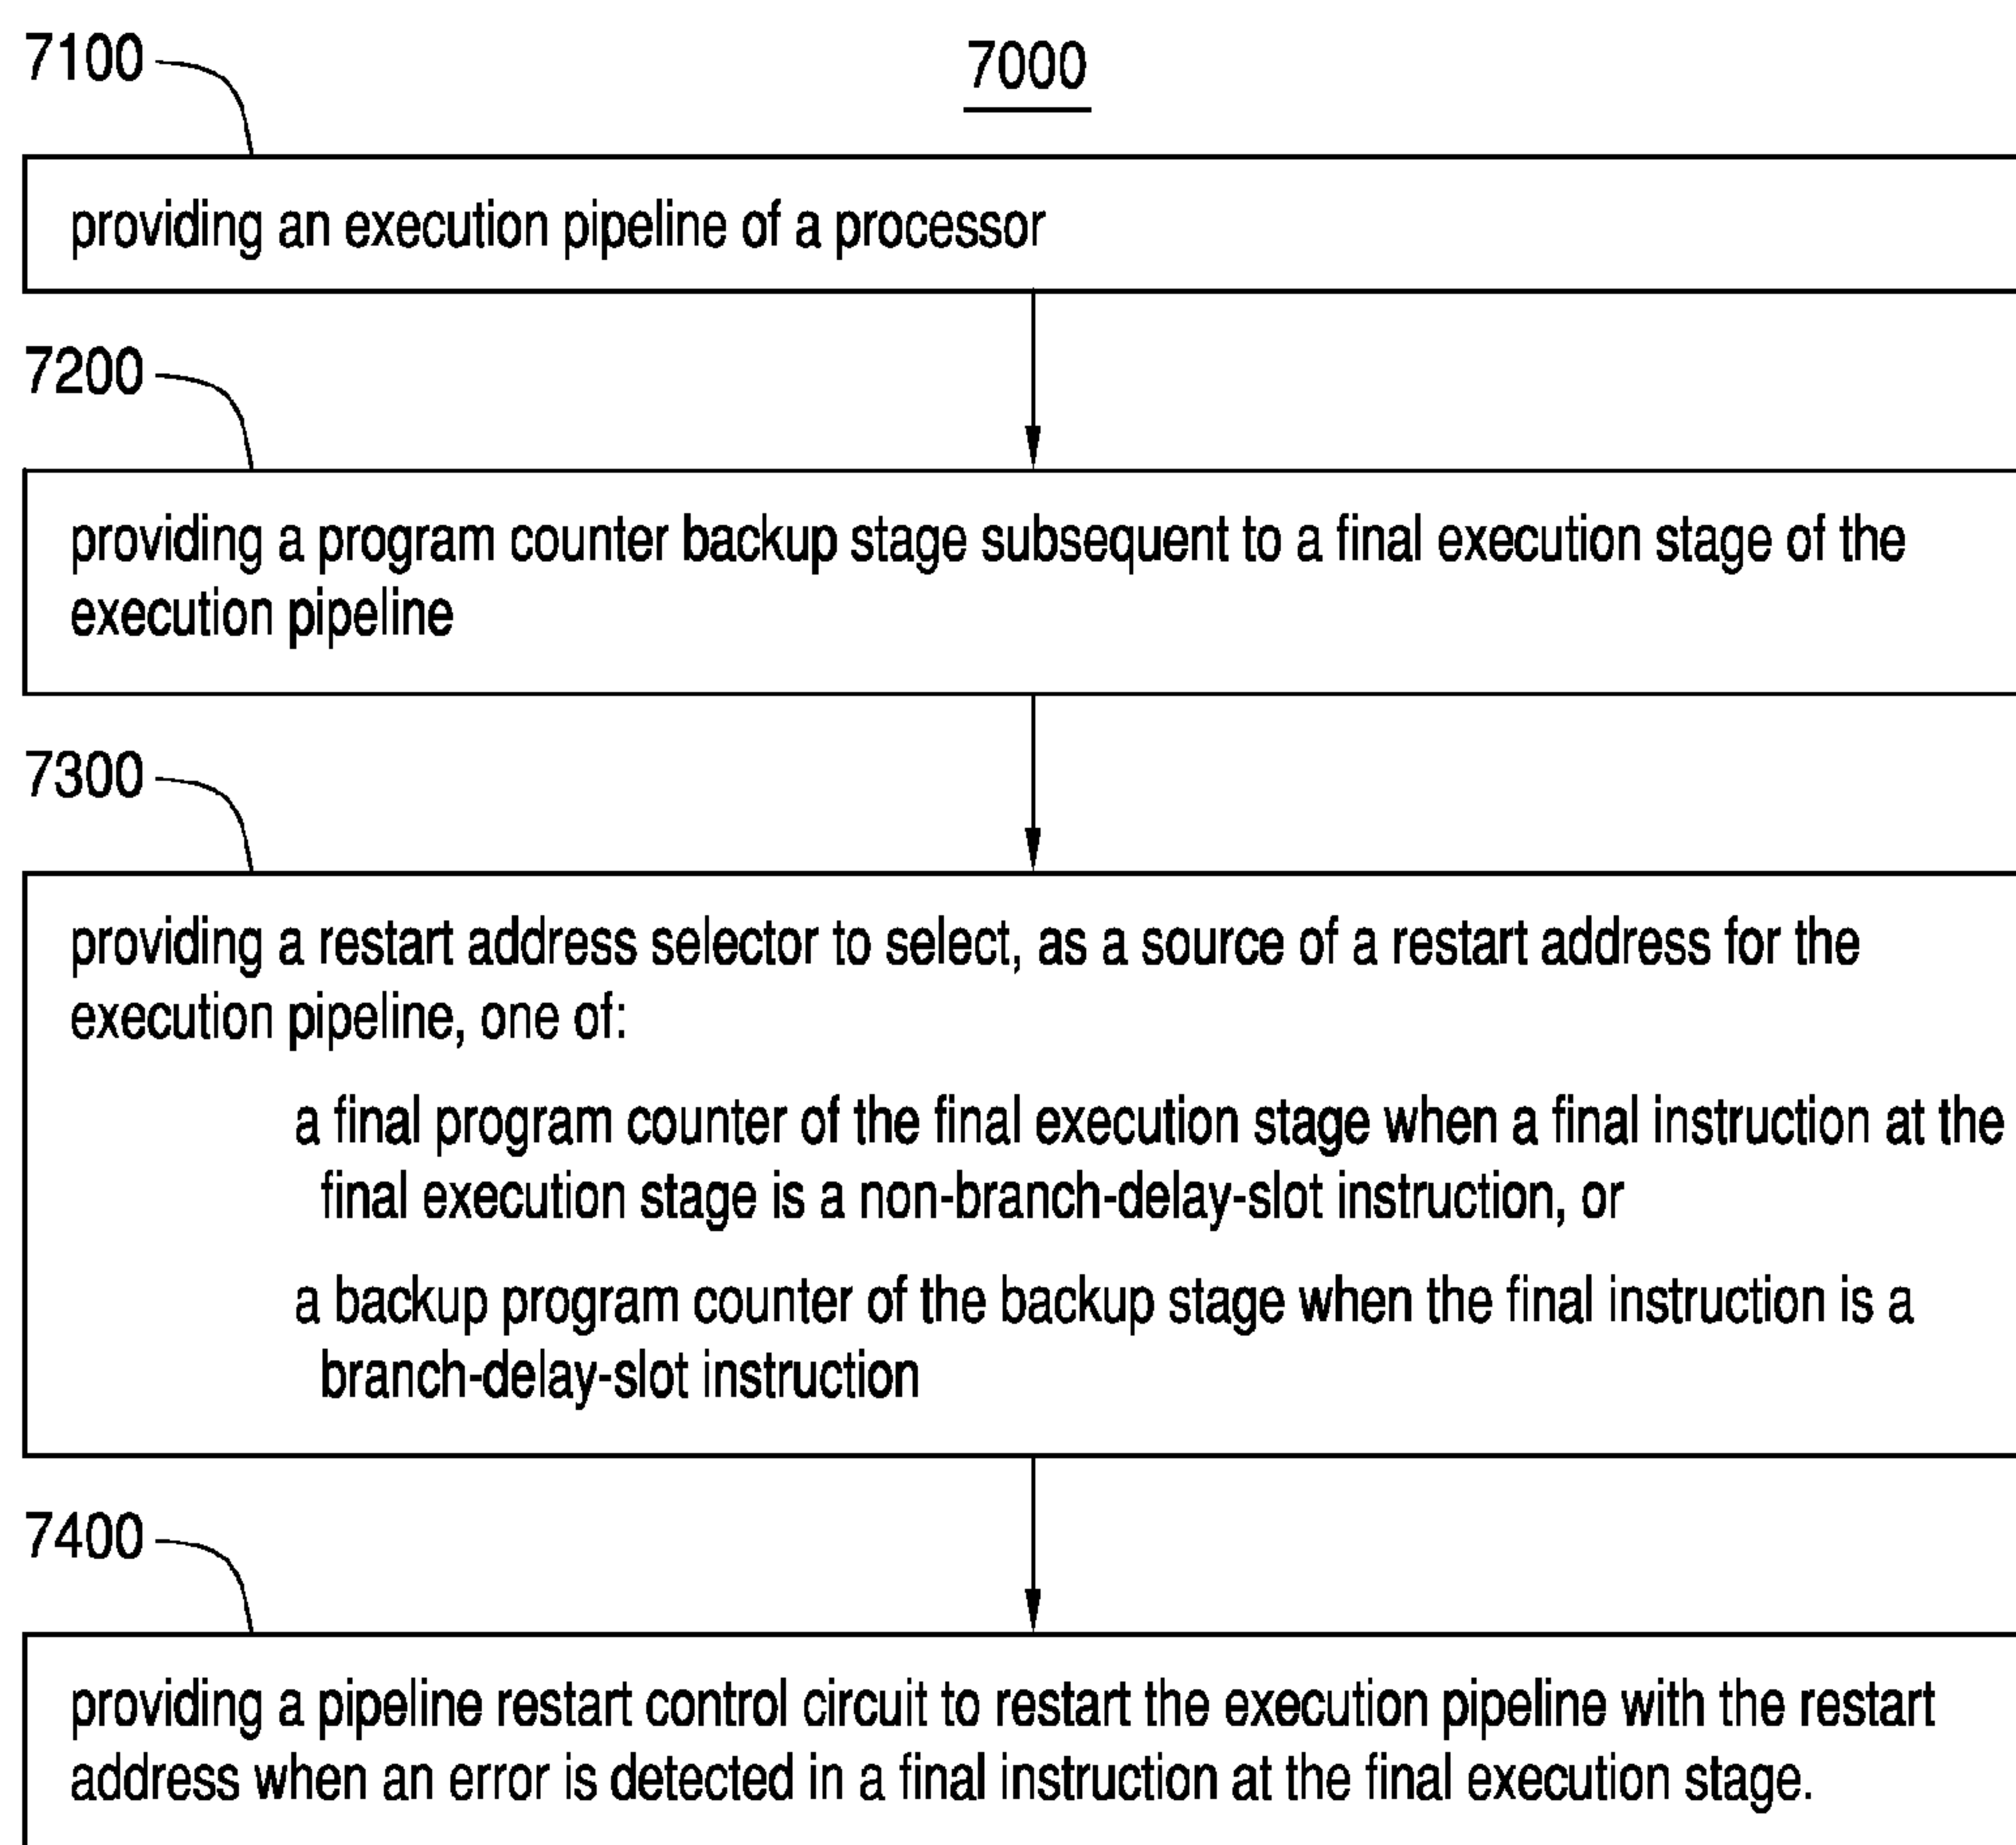 7100
7000
providing an execution pipeline of a processor
7200
providing a program counter backup stage subsequent to a final execution stage of the
execution pipeline
7300
providing a restart address selector to select, as a source of a restart address for the
execution pipeline, one of:
a final program counter of the final execution stage when a final instruction at the
final execution stage is a non-branch-delay-slot instruction, or
a backup program counter of the backup stage when the final instruction is a
branch-delay-slot instruction
7400
providing a pipeline restart control circuit to restart the execution pipeline with the restart
address when an error is detected in a final instruction at the final execution stage.